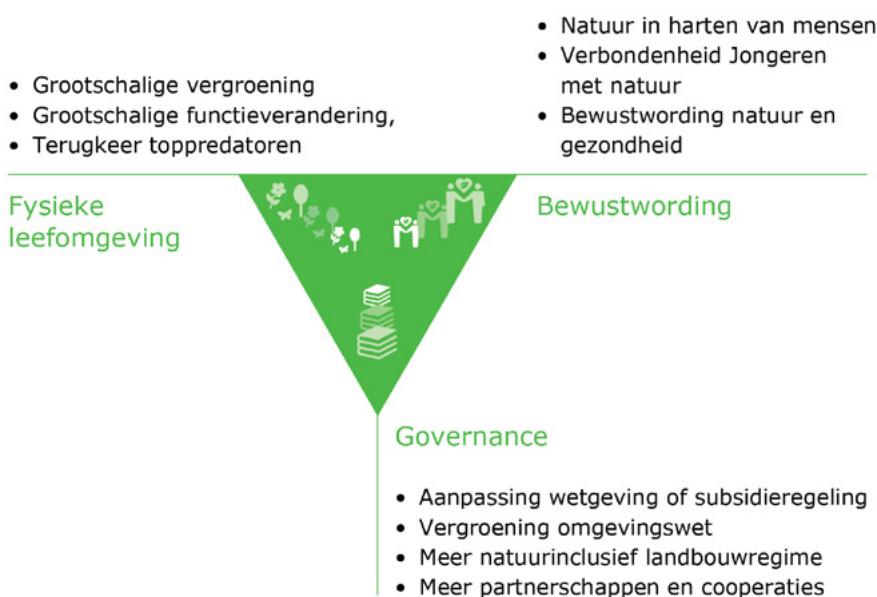 • Grootschalige vergroening
• Grootschalige functieverandering,
• Terugkeer toppredatoren
Fysieke
leefomgeving
• Natuur in harten van mensen
• Verbondenheid Jongeren
met natuur
• Bewustwording natuur en
gezondheid
Bewustwording
Governance
• Aanpassing wetgeving of subsidieregeling
• Vergroening omgevingswet
• Meer natuurinclusief landbouwregime
• Meer partnerschappen en cooperaties